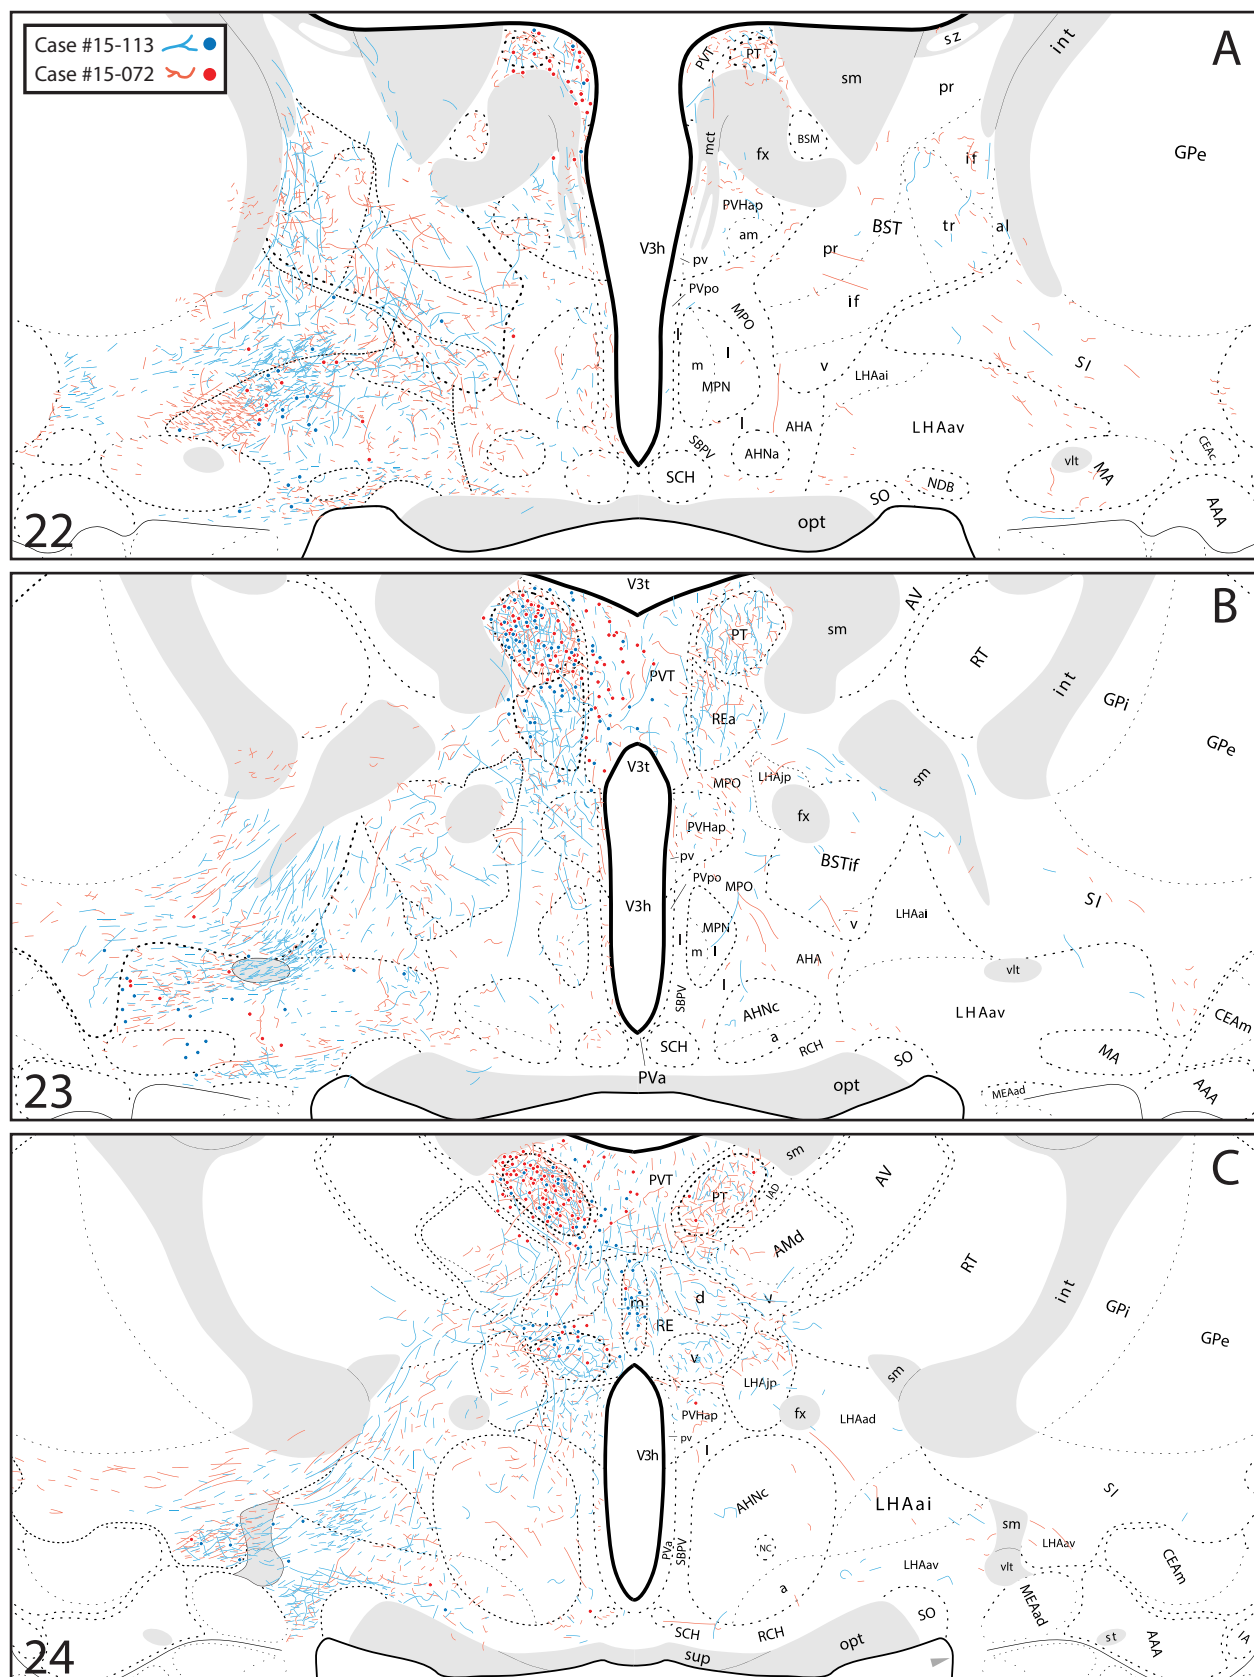 Case #15-113
Case #15-072
A
sz
int
PVT
PT
sm
pr
GPe
mct
BSM
fx
if
PVHap
am
BST
tr
al
V3h
pr
pv
PVpo
MPO
if
l
m
l
MPN
v
LHAai
SI
l
AHA
LHAav
SBPV
AHNa
CEAc
SCH
vlt
MA
SO
NDB
AAA
opt
22
V3t
B
AV
PT
sm
RT
PVT
int
GPi
REa
GPe
V3t
MPO
LHAjp
sm
fx
PVHap
pv
BSTif
PVpo
MPO
V3h
SI
MPN
v
LHAai
l
m
l
AHA
vlt
l
SBPV
AHNc
LHAav
CEAm
a
RCH
SCH
SO
MA
PVa
opt
MEAad
AAA
23
C
sm
PVT
AV
PT
IAD
AMd
RT
int
m
d
v
GPi
RE
GPe
v
sm
LHAjp
PVHap
fx
LHAad
pv
l
V3h
SI
AHNc
LHAai
sm
PVa
SBPV
NC
LHAav
LHAav
vlt
CEAm
a
MEAad
SO
SCH
RCH
opt
st
AAA
IA
sup
24